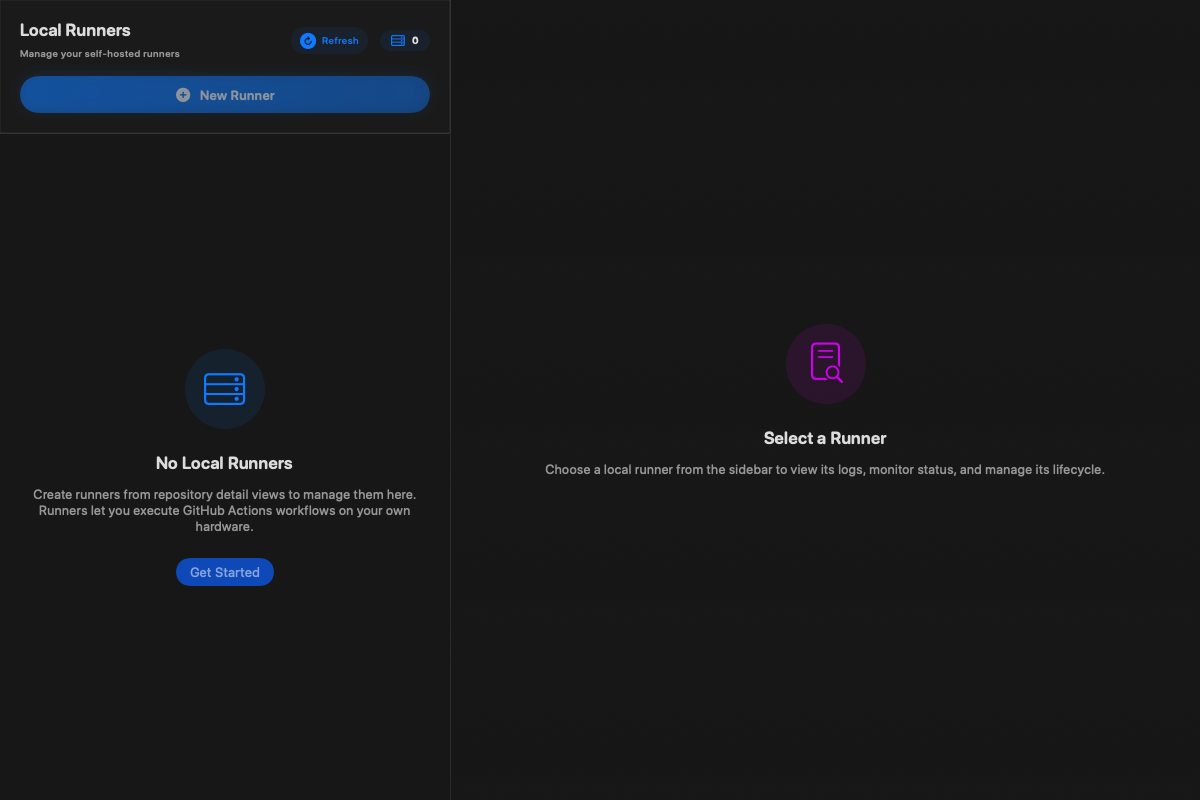 Local Runners
Manage your self-hosted runners
Refresh
0
New Runner
No Local Runners
Create runners from repository detail views to manage them here.
Runners let you execute GitHub Actions workflows on your own
hardware.
Get Started
Select a Runner
Choose a local runner from the sidebar to view its logs, monitor status, and manage its lifecycle.